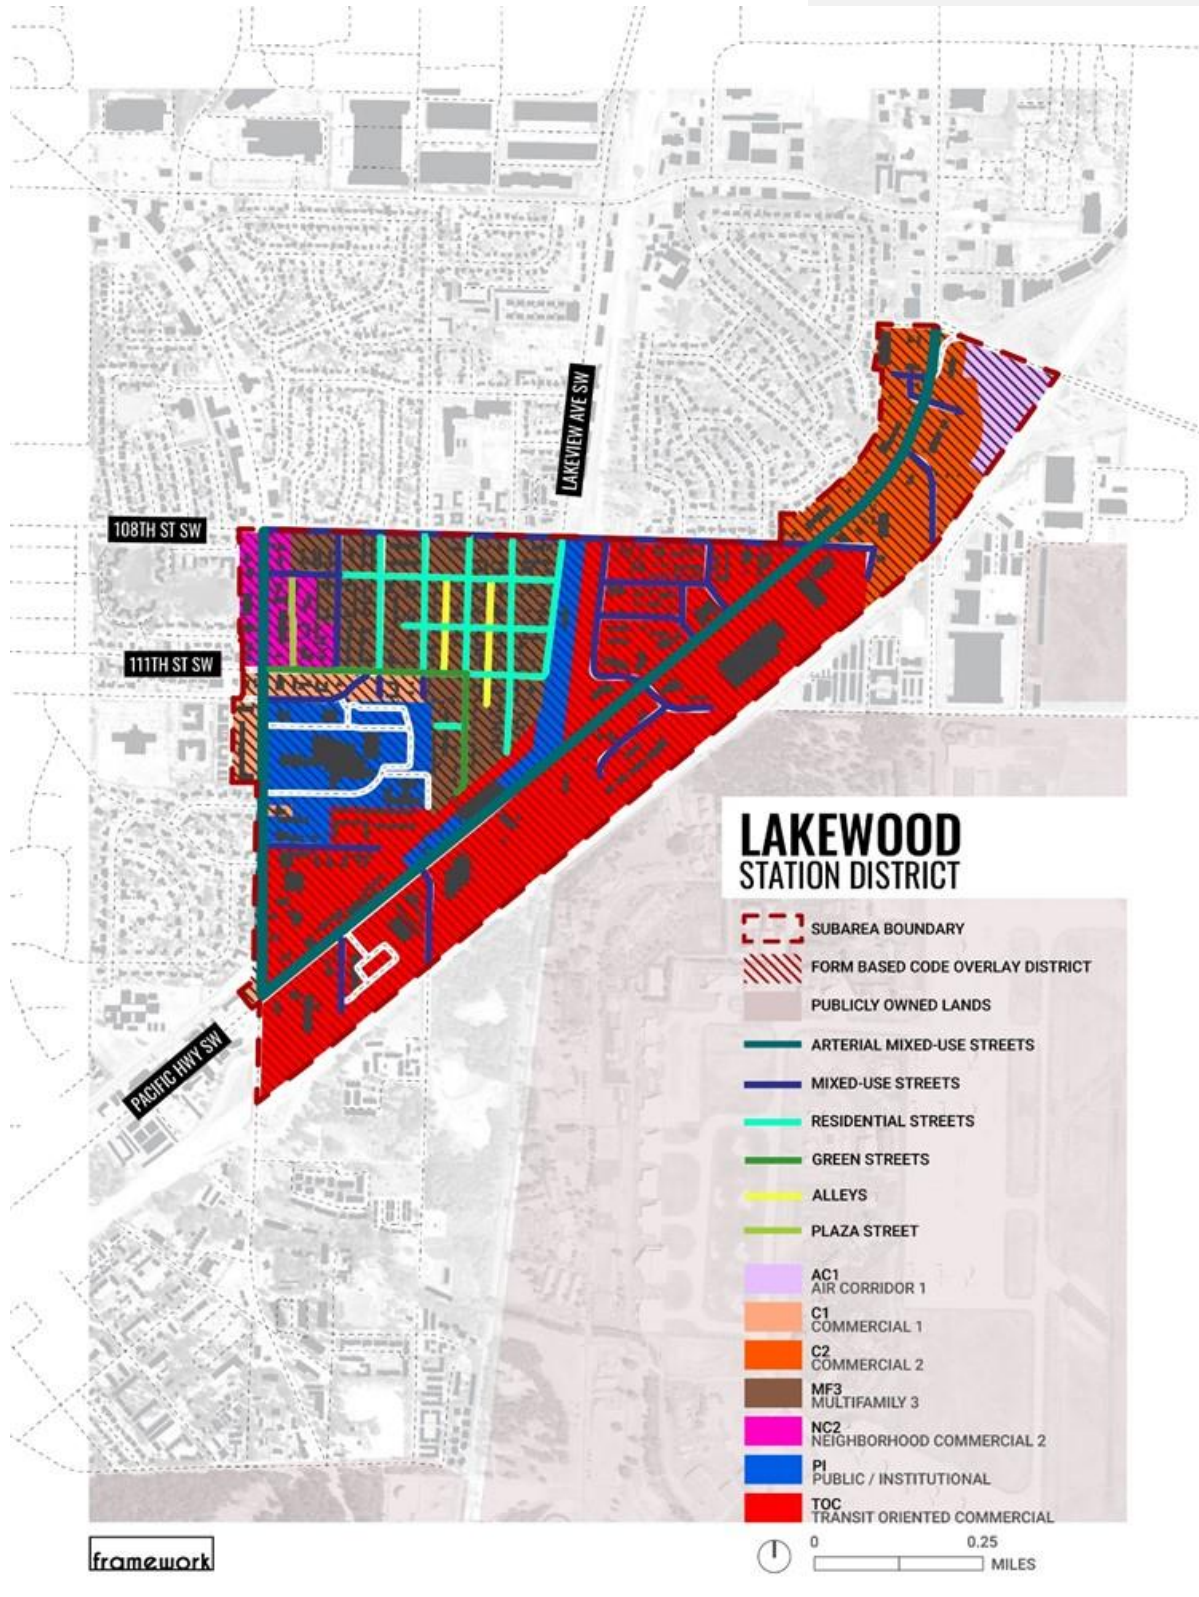 LAKEVIEW AVE SW
108TH ST SW
111TH ST SW
PACIFIC HWY SW
LAKEWOOD
STATION DISTRICT
SUBAREA BOUNDARY
FORM BASED CODE OVERLAY DISTRICT
PUBLICLY OWNED LANDS
ARTERIAL MIXED-USE STREETS
MIXED-USE STREETS
RESIDENTIAL STREETS
GREEN STREETS
ALLEYS
PLAZA STREET
AC1
AIR CORRIDOR 1
C1
COMMERCIAL 1
C2
COMMERCIAL 2
MF3
MULTIFAMILY 3
NC2
NEIGHBORHOOD COMMERCIAL 2
PI
PUBLIC / INSTITUTIONAL
TOC
TRANSIT ORIENTED COMMERCIAL
0 0.25
MILES
framework